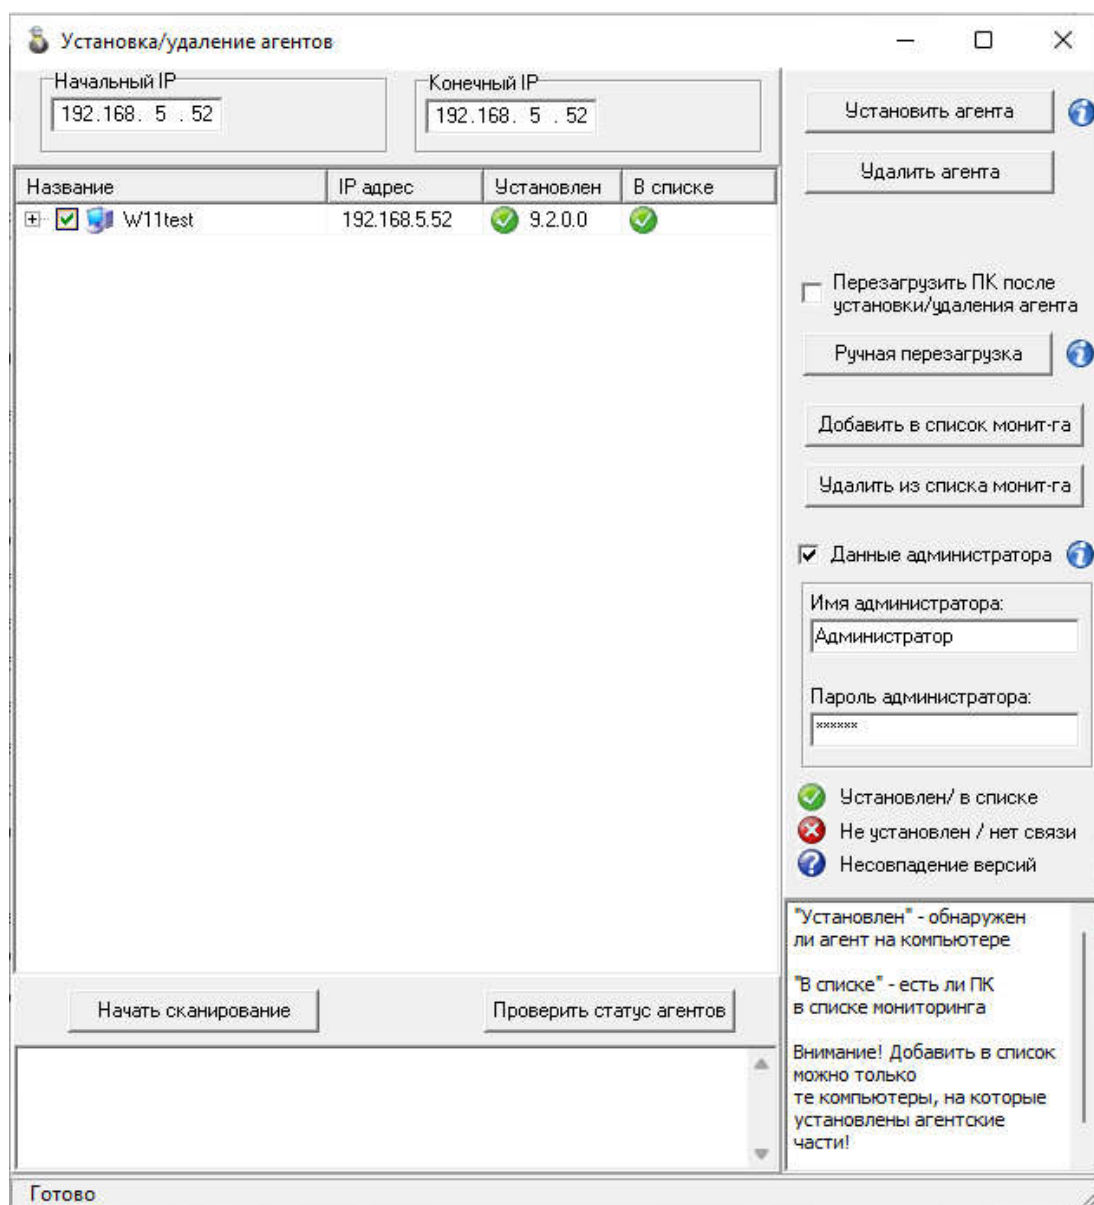 Установка/удаление агентов
Начальный IP
Конечный IP
192.168. 5 . 52
192.168. 5 . 52
Установить агента
Удалить агента
Название IP адрес Установлен В списке
W11test 192.168.5.52 9.2.0.0
Перезагрузить ПК после
установки/удаления агента
Ручная перезагрузка
Добавить в список монит-га
Удалить из списка монит-га
Данные администратора
Имя администратора:
Администратор
Пароль администратора:
******
Установлен/ в списке
Не установлен / нет связи
Несовпадение версий
"Установлен" - обнаружен
ли агент на компьютере
"В списке" - есть ли ПК
в списке мониторинга
Внимание! Добавить в список
можно только
те компьютеры, на которые
установлены агентские
части!
Начать сканирование
Проверить статус агентов
Готово